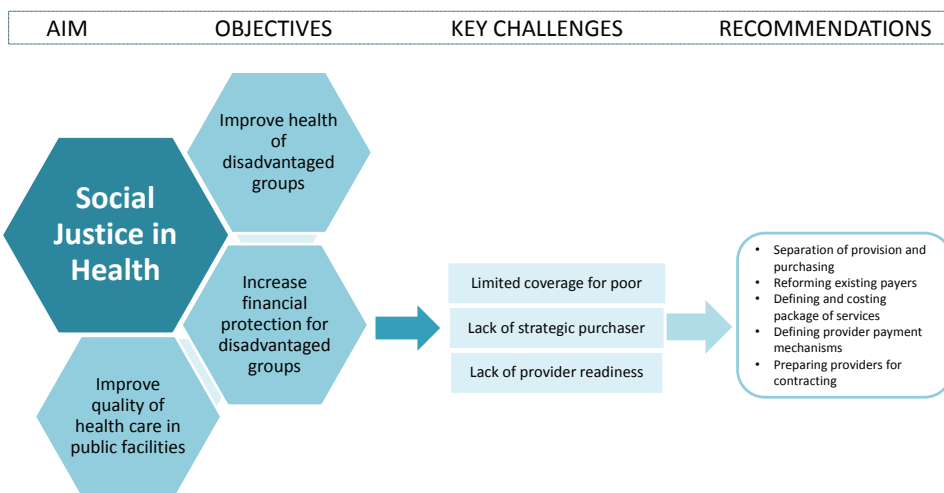 AIM OBJECTIVES KEY CHALLENGES RECOMMENDATIONS
Improve health
of
disadvantaged
groups
Social
Justice in
Health
Increase
financial
protection for
disadvantaged
groups
Improve
quality of
health care in
public facilities
Limited coverage for poor
Lack of strategic purchaser
Lack of provider readiness
• Separation of provision and
purchasing
• Reforming existing payers
• Defining and costing
package of services
• Defining provider payment
mechanisms
• Preparing providers for
contracting